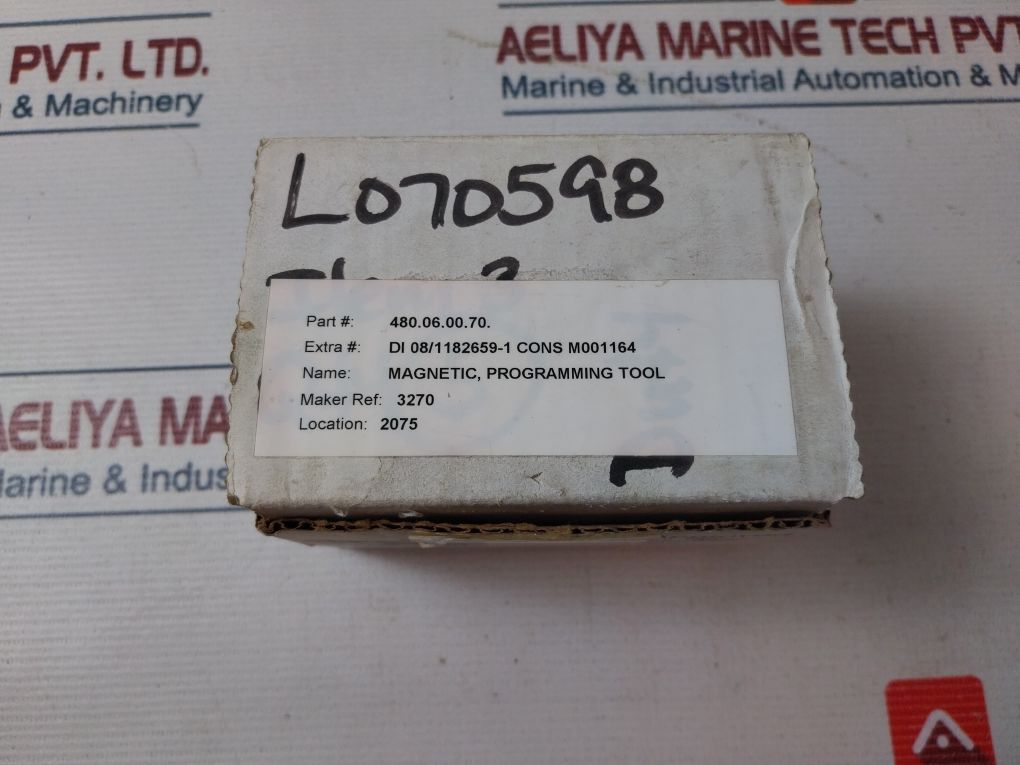 PVT. LTD.
& Machinery
AELIYA MARINE TECH PVT
Marine & Industrial Automation & M
L070598
Part #: 480.06.00.70.
Extra #: DI 08/1182659-1 CONS M001164
Name: MAGNETIC, PROGRAMMING TOOL
Maker Ref: 3270
Location: 2075
AELIYA MA
Marine & Indus